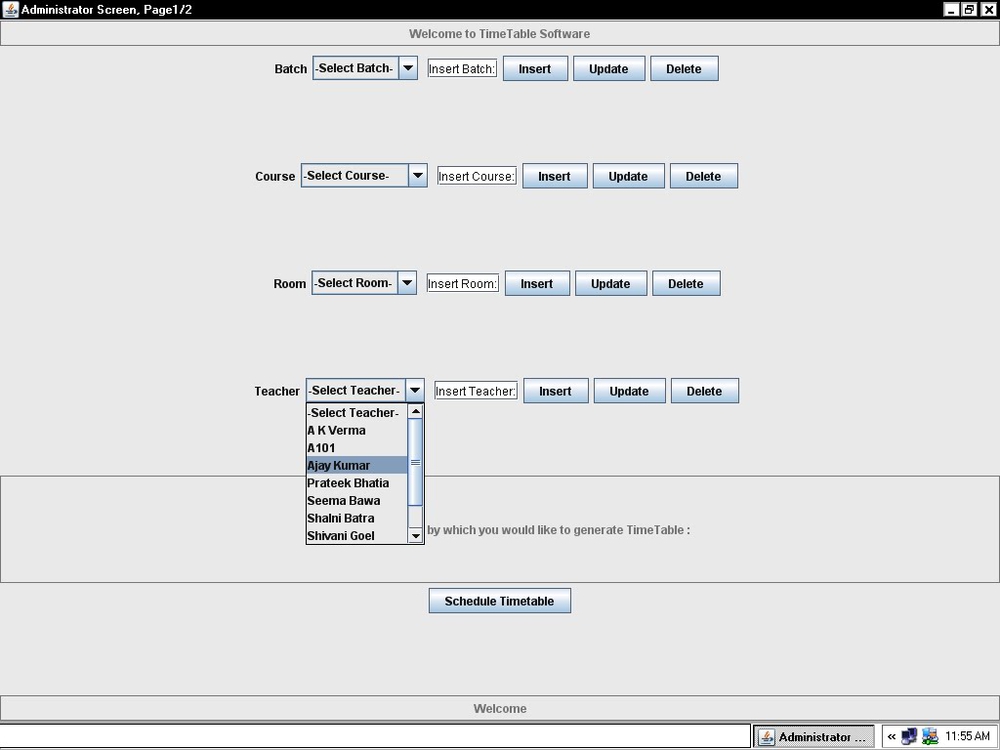 Administrator Screen, Page1/2
Welcome to TimeTable Software
Batch -Select Batch- Insert Batch: Insert Update Delete
Course -Select Course- Insert Course: Insert Update Delete
Room -Select Room- Insert Room: Insert Update Delete
Teacher -Select Teacher- Insert Teacher: Insert Update Delete
-Select Teacher-
A K Verma
A101
Ajay Kumar
Prateek Bhatia
Seema Bawa
Shalni Batra
by which you would like to generate TimeTable :
Shivani Goel
Schedule Timetable
Welcome
Administrator ... « 11:55 AM